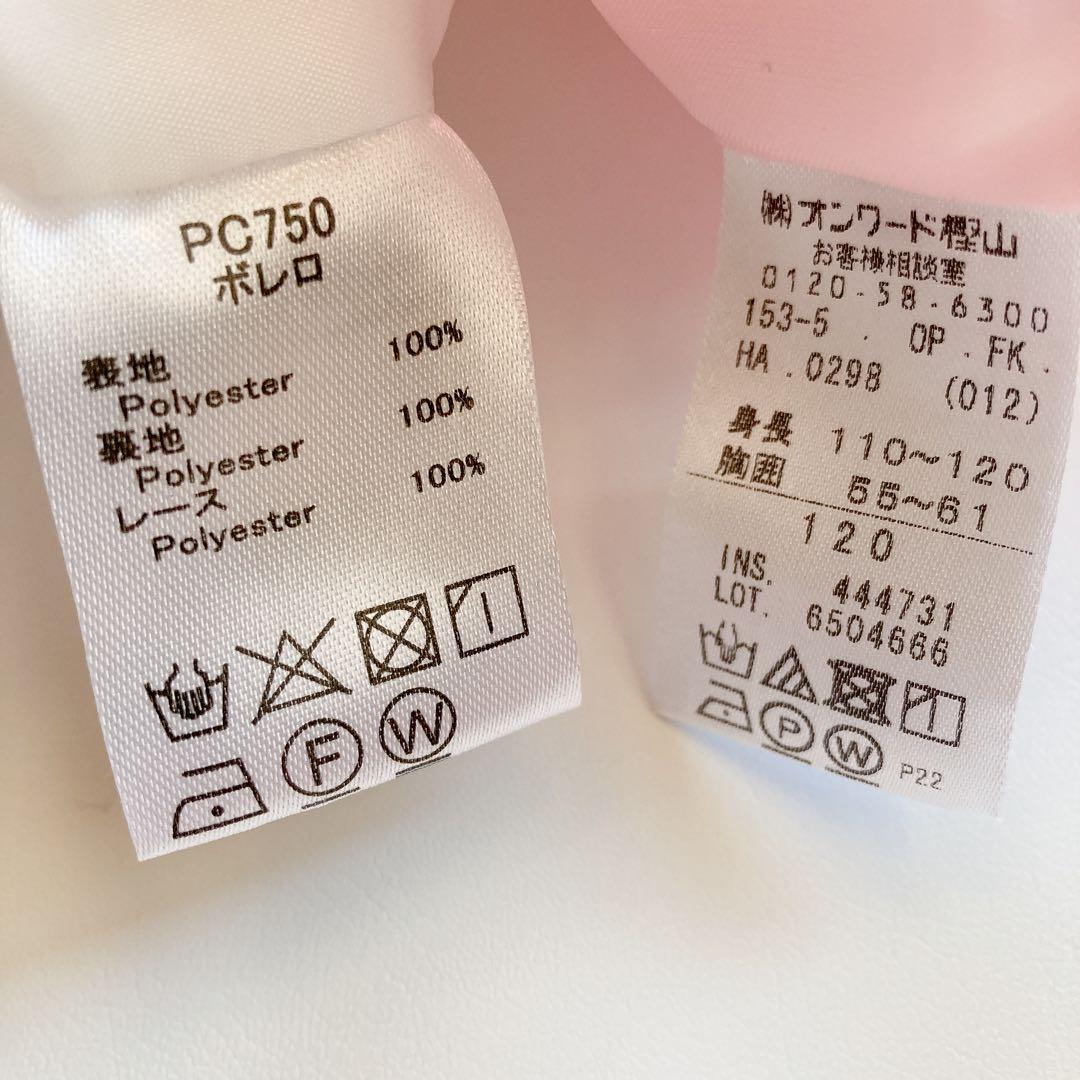 PC750
ボレロ
表地 100%
Polyester
裏地 100%
Polyester
レース 100%
Polyester
F W
㈱オンワード樫山
お客様相談室
0120-58-6300
153-5 . OP . FK .
HA .0298 (012)
身長 110~120
胸囲 55~61
120
INS. 444731
LOT. 6504666
P W P22